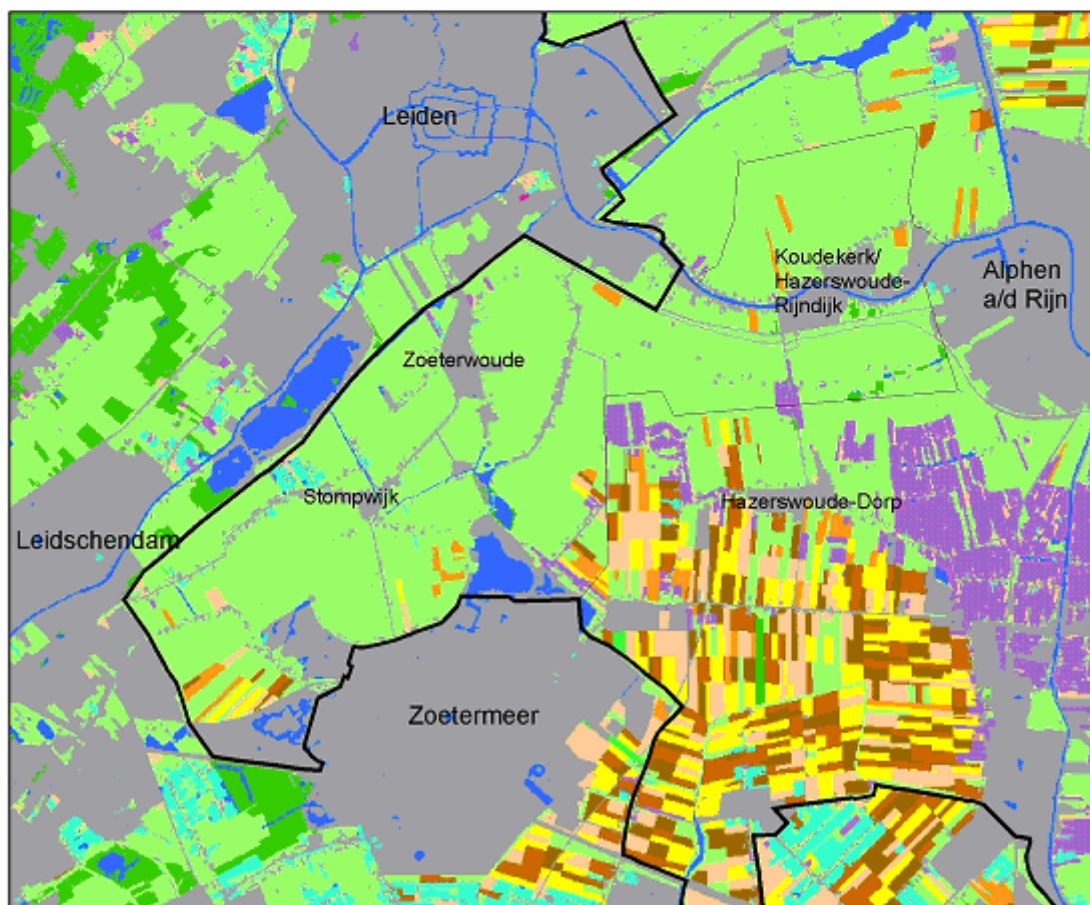 Leiden
Koudekerk/
Hazerswoude-
Rijndijk
Alphen
a/d Rijn
Zoeterwoude
Stompwijk
Hazerswoude-Dorp
Leidschendam
Zoetermeer